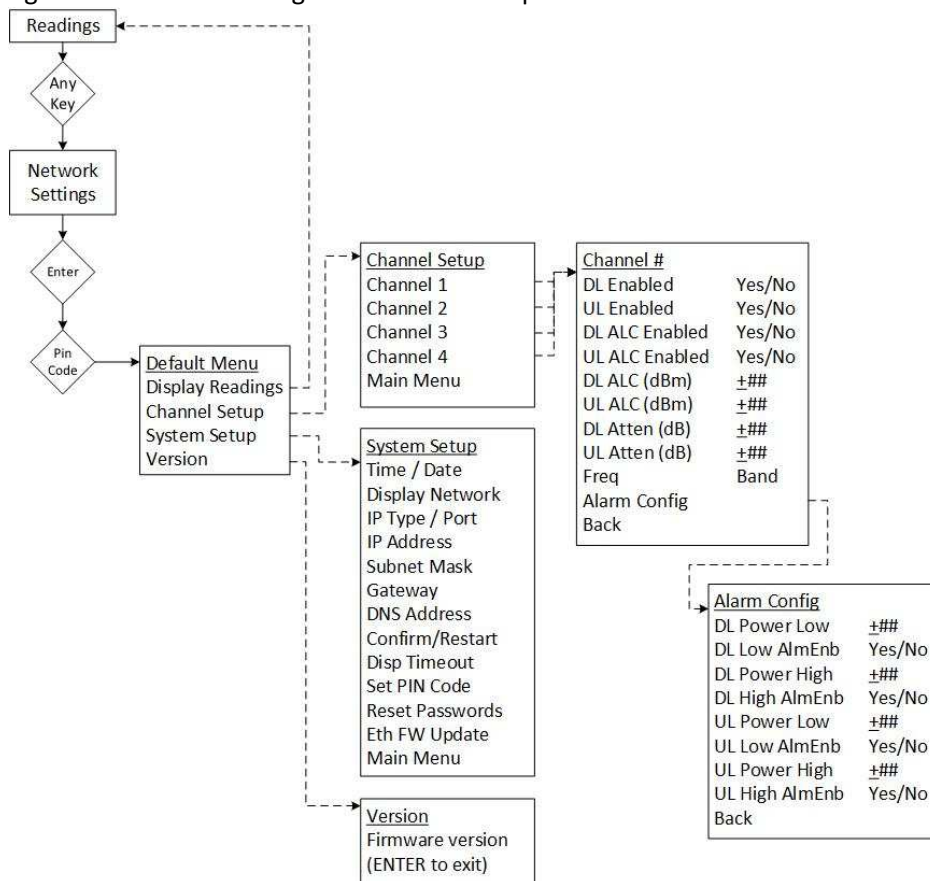 Readings
Any
Key
Network
Settings
Enter
Pin
Code
Default Menu
Display Readings
Channel Setup
System Setup
Version
Channel Setup
Channel 1
Channel 2
Channel 3
Channel 4
Main Menu
System Setup
Time / Date
Display Network
IP Type / Port
IP Address
Subnet Mask
Gateway
DNS Address
Confirm/Restart
Disp Timeout
Set PIN Code
Reset Passwords
Eth FW Update
Main Menu
Version
Firmware version
(ENTER to exit)
Channel #
DL Enabled Yes/No
UL Enabled Yes/No
DL ALC Enabled Yes/No
UL ALC Enabled Yes/No
DL ALC (dBm) +##
UL ALC (dBm) +##
DL Atten (dB) +##
UL Atten (dB) +##
Freq Band
Alarm Config
Back
Alarm Config
DL Power Low +##
DL Low AlmEnb Yes/No
DL Power High +##
DL High AlmEnb Yes/No
UL Power Low +##
UL Low AlmEnb Yes/No
UL Power High +##
UL High AlmEnb Yes/No
Back